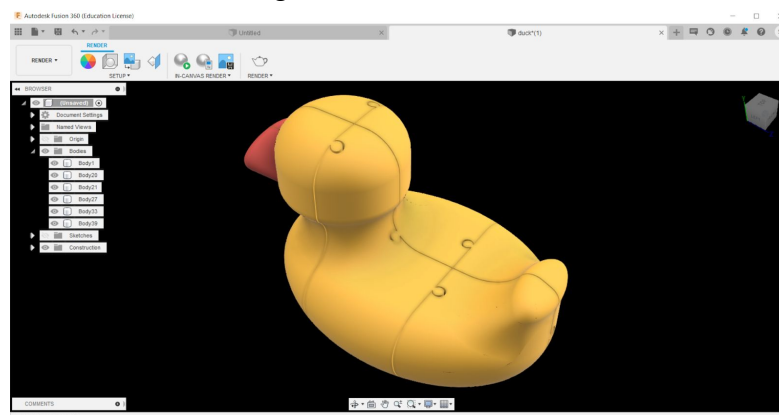 Autodesk Fusion 360 (Education License)
Untitled
duck*(1)
RENDER
RENDER
SETUP
IN-CANVAS RENDER
RENDER
BROWSER
(Unsaved)
Document Settings
Named Views
Origin
Bodies
Body1
Body20
Body21
Body27
Body33
Body39
Sketches
Construction
COMMENTS